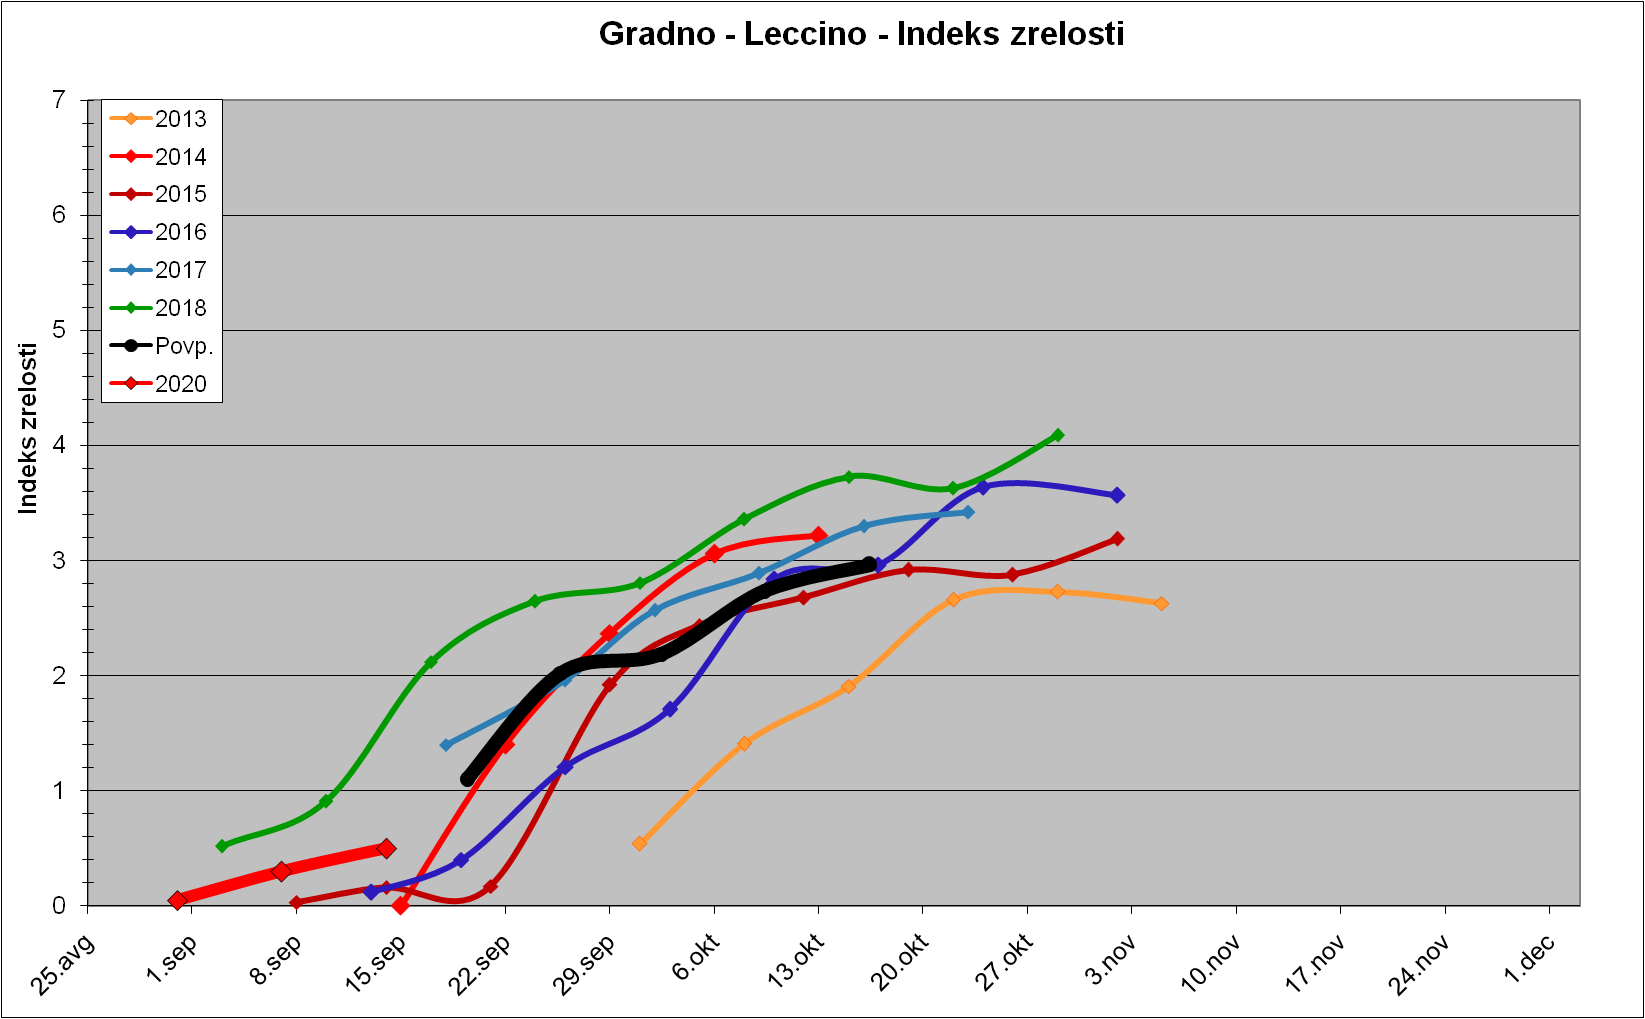 Gradno - Leccino - Indeks zrelosti
Indeks zrelosti
7
6
5
4
3
2
1
0
2013
2014
2015
2016
2017
2018
Povp.
2020
25.avg
1.sep
8.sep
15.sep
22.sep
29.sep
6.okt
13.okt
20.okt
27.okt
3.nov
10.nov
17.nov
24.nov
1.dec